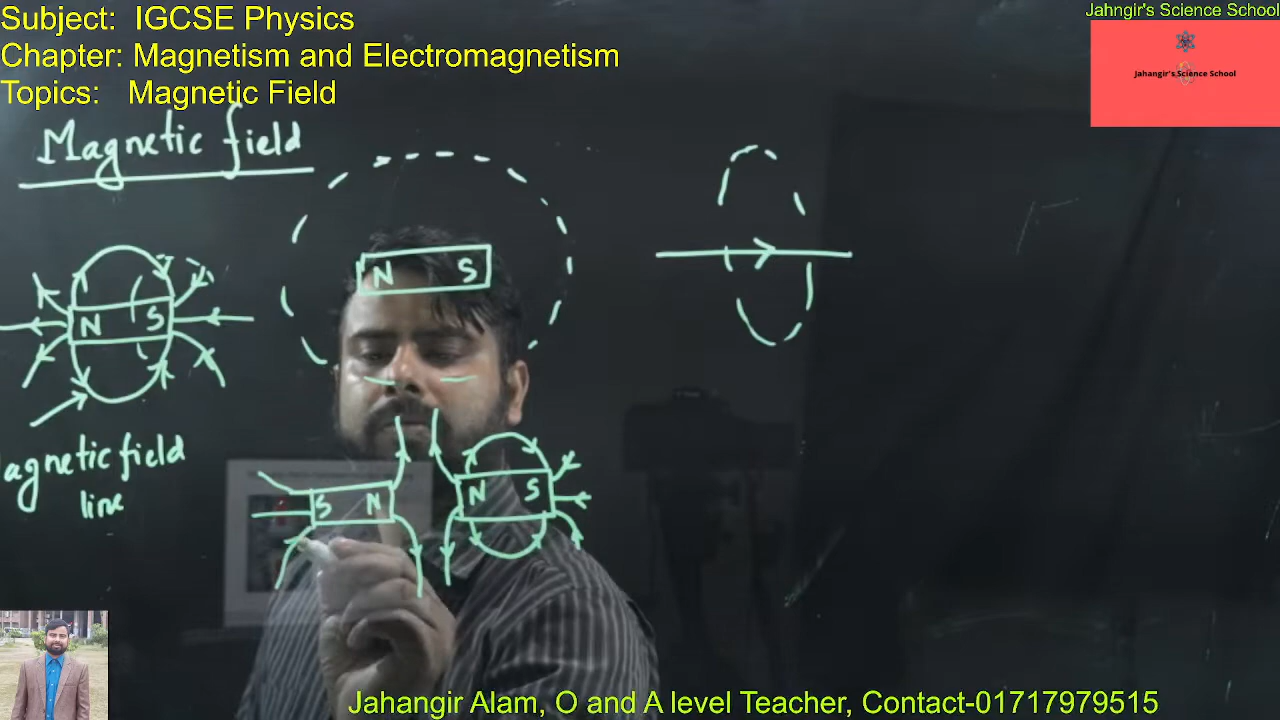 Subject: IGCSE Physics
Chapter: Magnetism and Electromagnetism
Topics: Magnetic Field
Jahngir's Science School
Jahangir's Science School
Magnetic field
N S
N S
agnetic field
line
S N
N S
Jahangir Alam, O and A level Teacher, Contact-01717979515